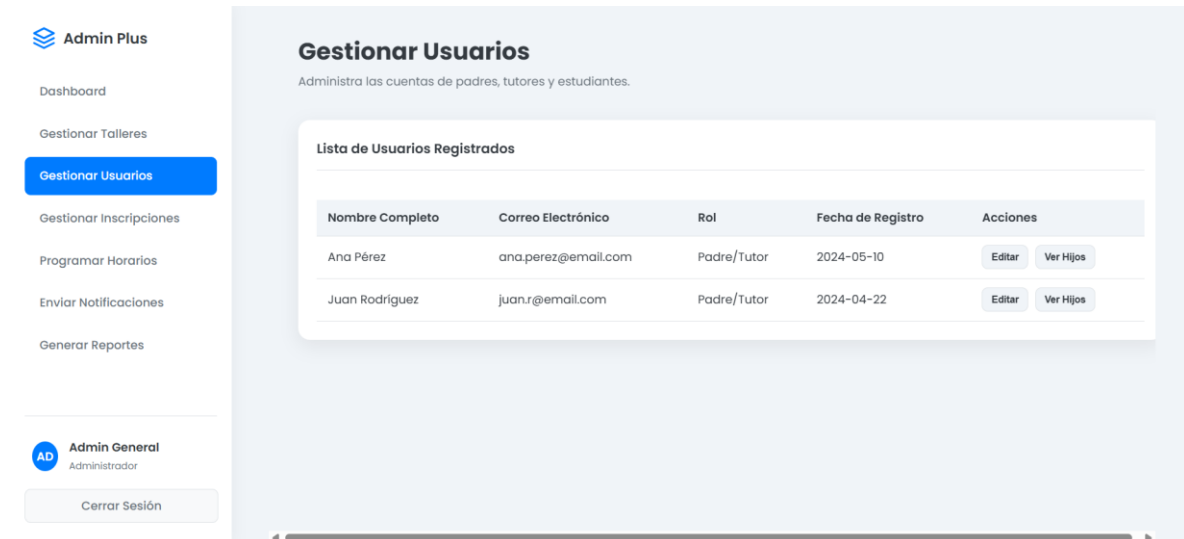 Admin Plus
Dashboard
Gestionar Talleres
Gestionar Usuarios
Gestionar Inscripciones
Programar Horarios
Enviar Notificaciones
Generar Reportes
AD
Admin General
Administrador
Cerrar Sesión
Gestionar Usuarios
Administra las cuentas de padres, tutores y estudiantes.
Lista de Usuarios Registrados
Nombre Completo Correo Electrónico Rol Fecha de Registro Acciones
Ana Pérez ana.perez@email.com Padre/Tutor 2024-05-10 Editar Ver Hijos
Juan Rodríguez juan.r@email.com Padre/Tutor 2024-04-22 Editar Ver Hijos